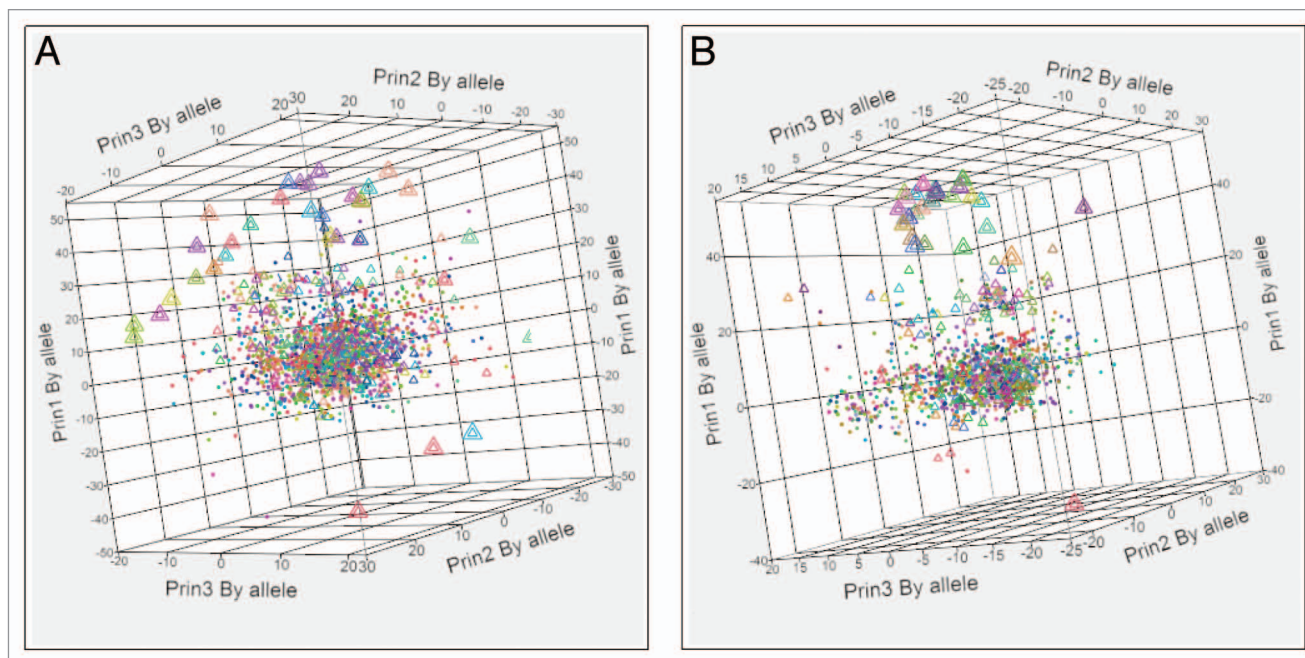 A
Prin2 By allele
30 20 10 0 -10 -20 -30
Prin3 By allele
20 10 0 -10 -20
50 40 30 20 10 0 -10 -20 -30 -40 -50
Prin1 By allele
50 40 30 20 10 0 -10 -20 -30 -40 -50
Prin1 By allele
-20 -10 0 10 20
Prin3 By allele
30 20 10 0 -10 -20 -30
Prin2 By allele
B
Prin2 By allele
-20 -10 0 10 20 30
Prin3 By allele
-25 -20 -15 -10 -5 0 5 10 15 20
40 20 0 -20 -40
Prin1 By allele
40 20 0 -20 -40
Prin1 By allele
20 15 10 5 0 -5 -10 -15 -20 -25
Prin3 By allele
-20 -10 0 10 20 30
Prin2 By allele